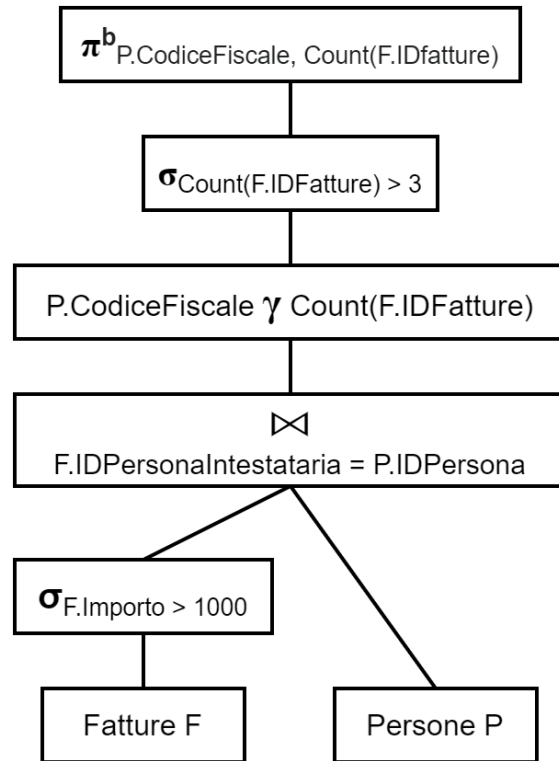 π^b P.CodiceFiscale, Count(F.IDfatture)
σ Count(F.IDFatture) > 3
P.CodiceFiscale γ Count(F.IDFatture)
⋈
F.IDPersonaIntestataria = P.IDPersona
σ F.Importo > 1000
Fatture F
Persone P